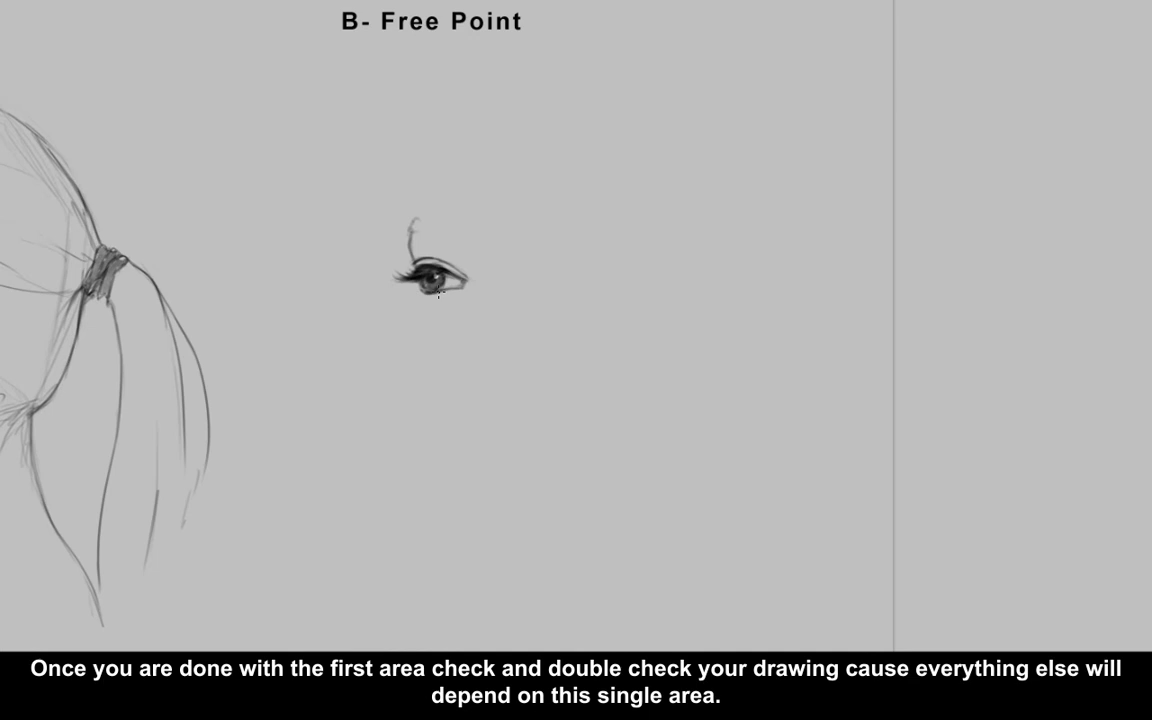 B- Free Point
Once you are done with the first area check and double check your drawing cause everything else will
depend on this single area.